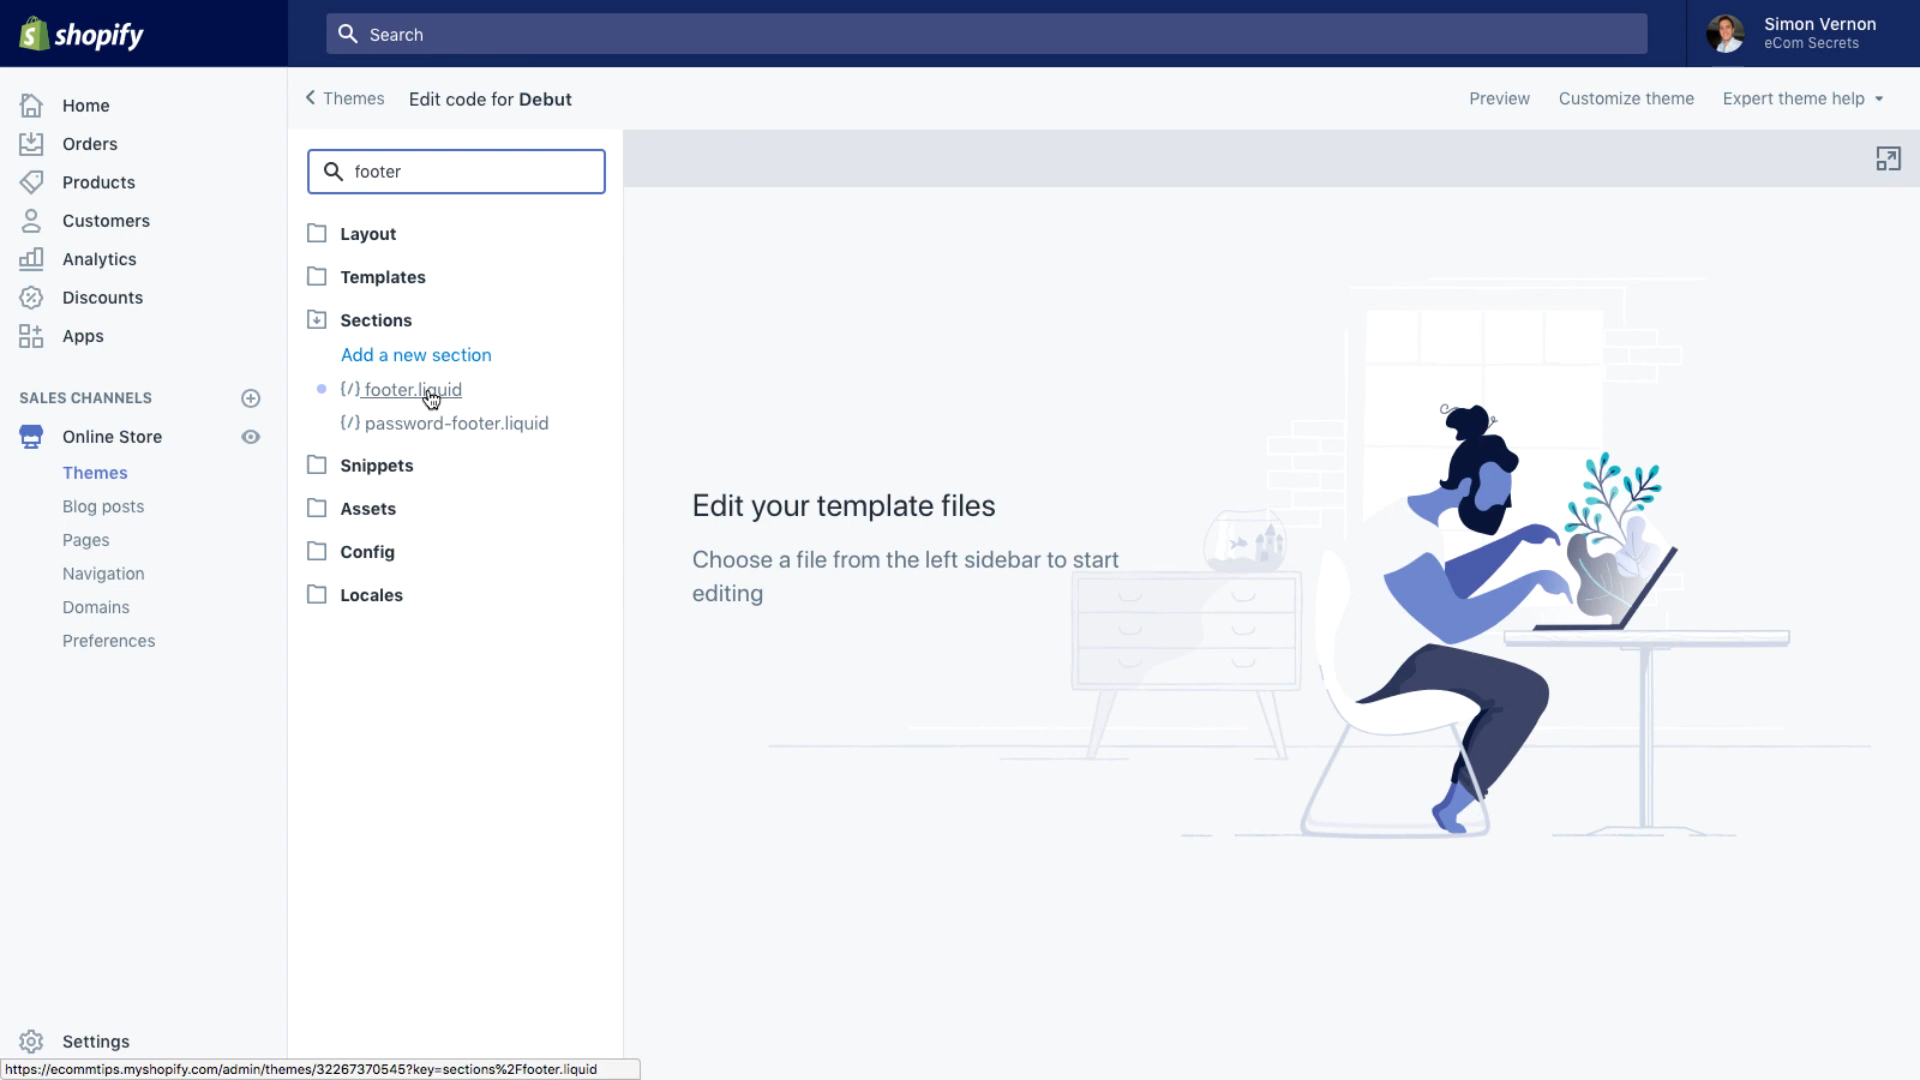 shopify
Search
Simon Vernon
eCom Secrets
Home
Orders
Products
Customers
Analytics
Discounts
Apps
SALES CHANNELS
Online Store
Themes
Blog posts
Pages
Navigation
Domains
Preferences
Settings
Themes
Edit code for Debut
Preview
Customize theme
Expert theme help
footer
Layout
Templates
Sections
Add a new section
{/} footer.liquid
{/} password-footer.liquid
Snippets
Assets
Config
Locales
Edit your template files
Choose a file from the left sidebar to start
editing
https://ecommtips.myshopify.com/admin/themes/32267370545?key=sections%2Ffooter.liquid